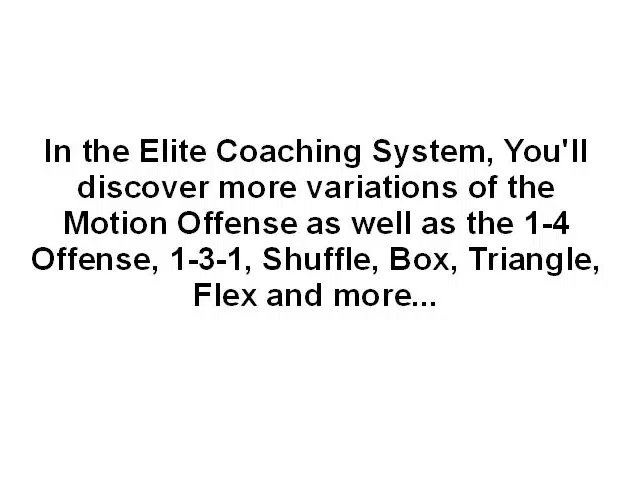 In the Elite Coaching System, You'll
discover more variations of the
Motion Offense as well as the 1-4
Offense, 1-3-1, Shuffle, Box, Triangle,
Flex and more...